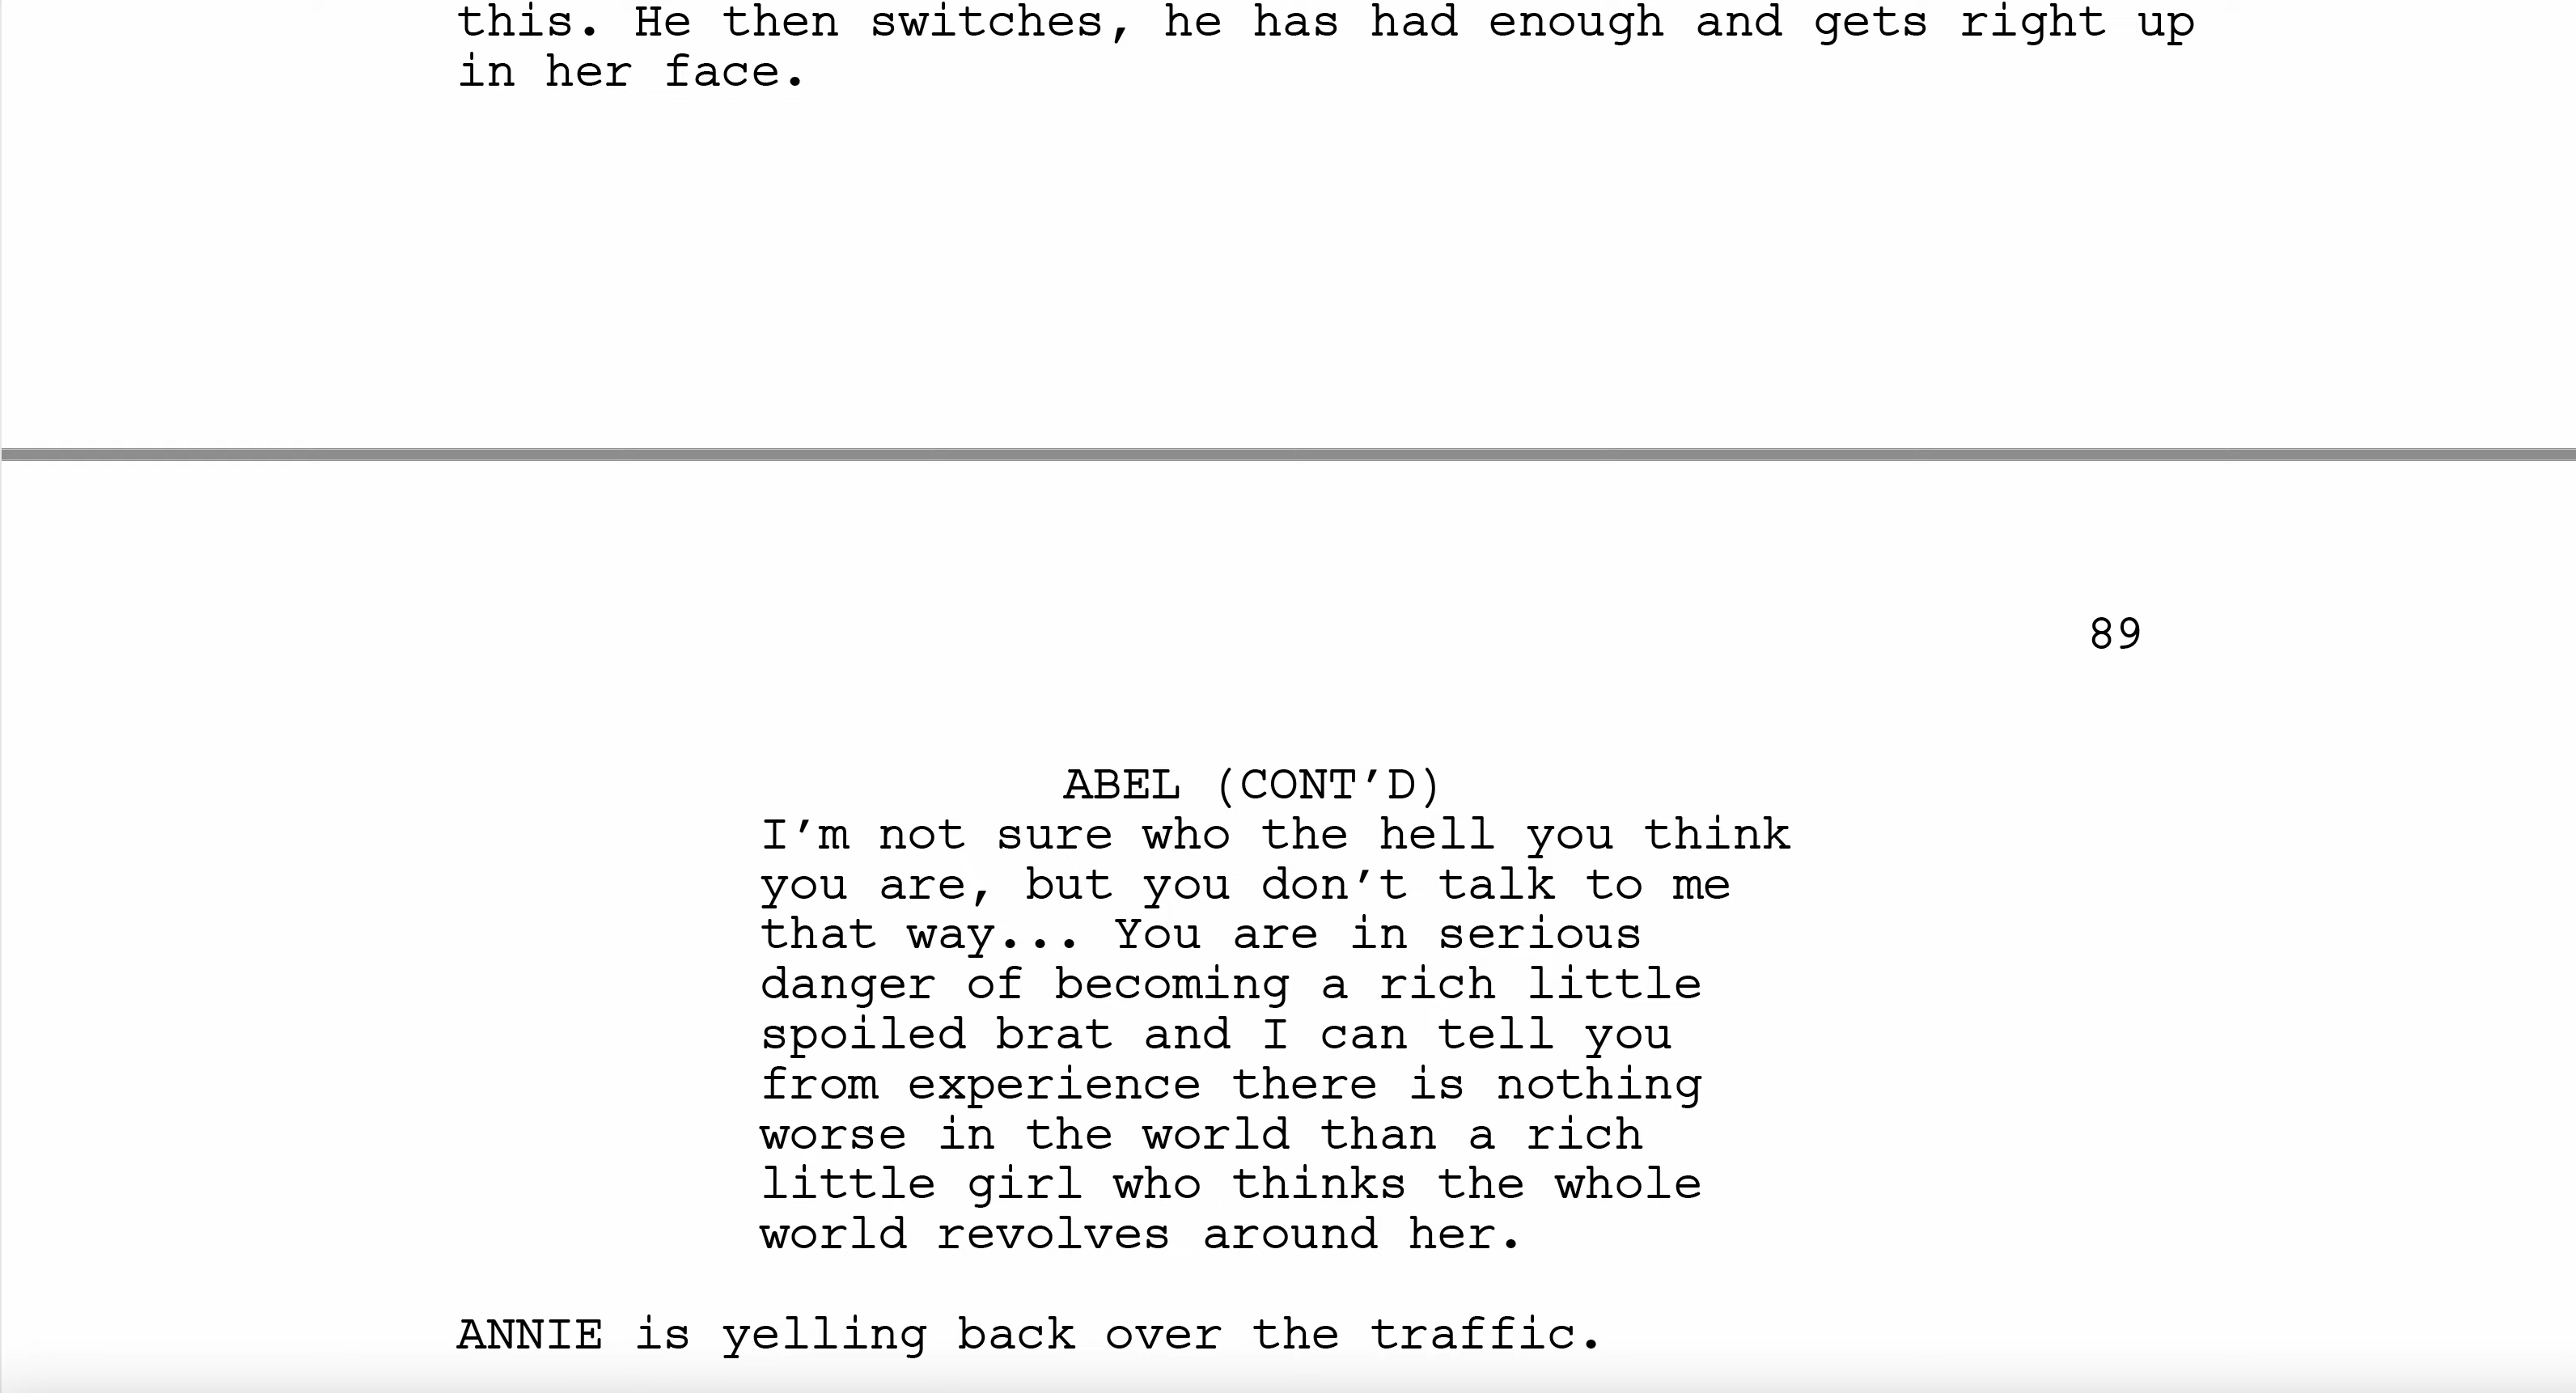 this. He then switches, he has had enough and gets right up
in her face.
89
ABEL (CONT’D)
I’m not sure who the hell you think
you are, but you don’t talk to me
that way... You are in serious
danger of becoming a rich little
spoiled brat and I can tell you
from experience there is nothing
worse in the world than a rich
little girl who thinks the whole
world revolves around her.
ANNIE is yelling back over the traffic.